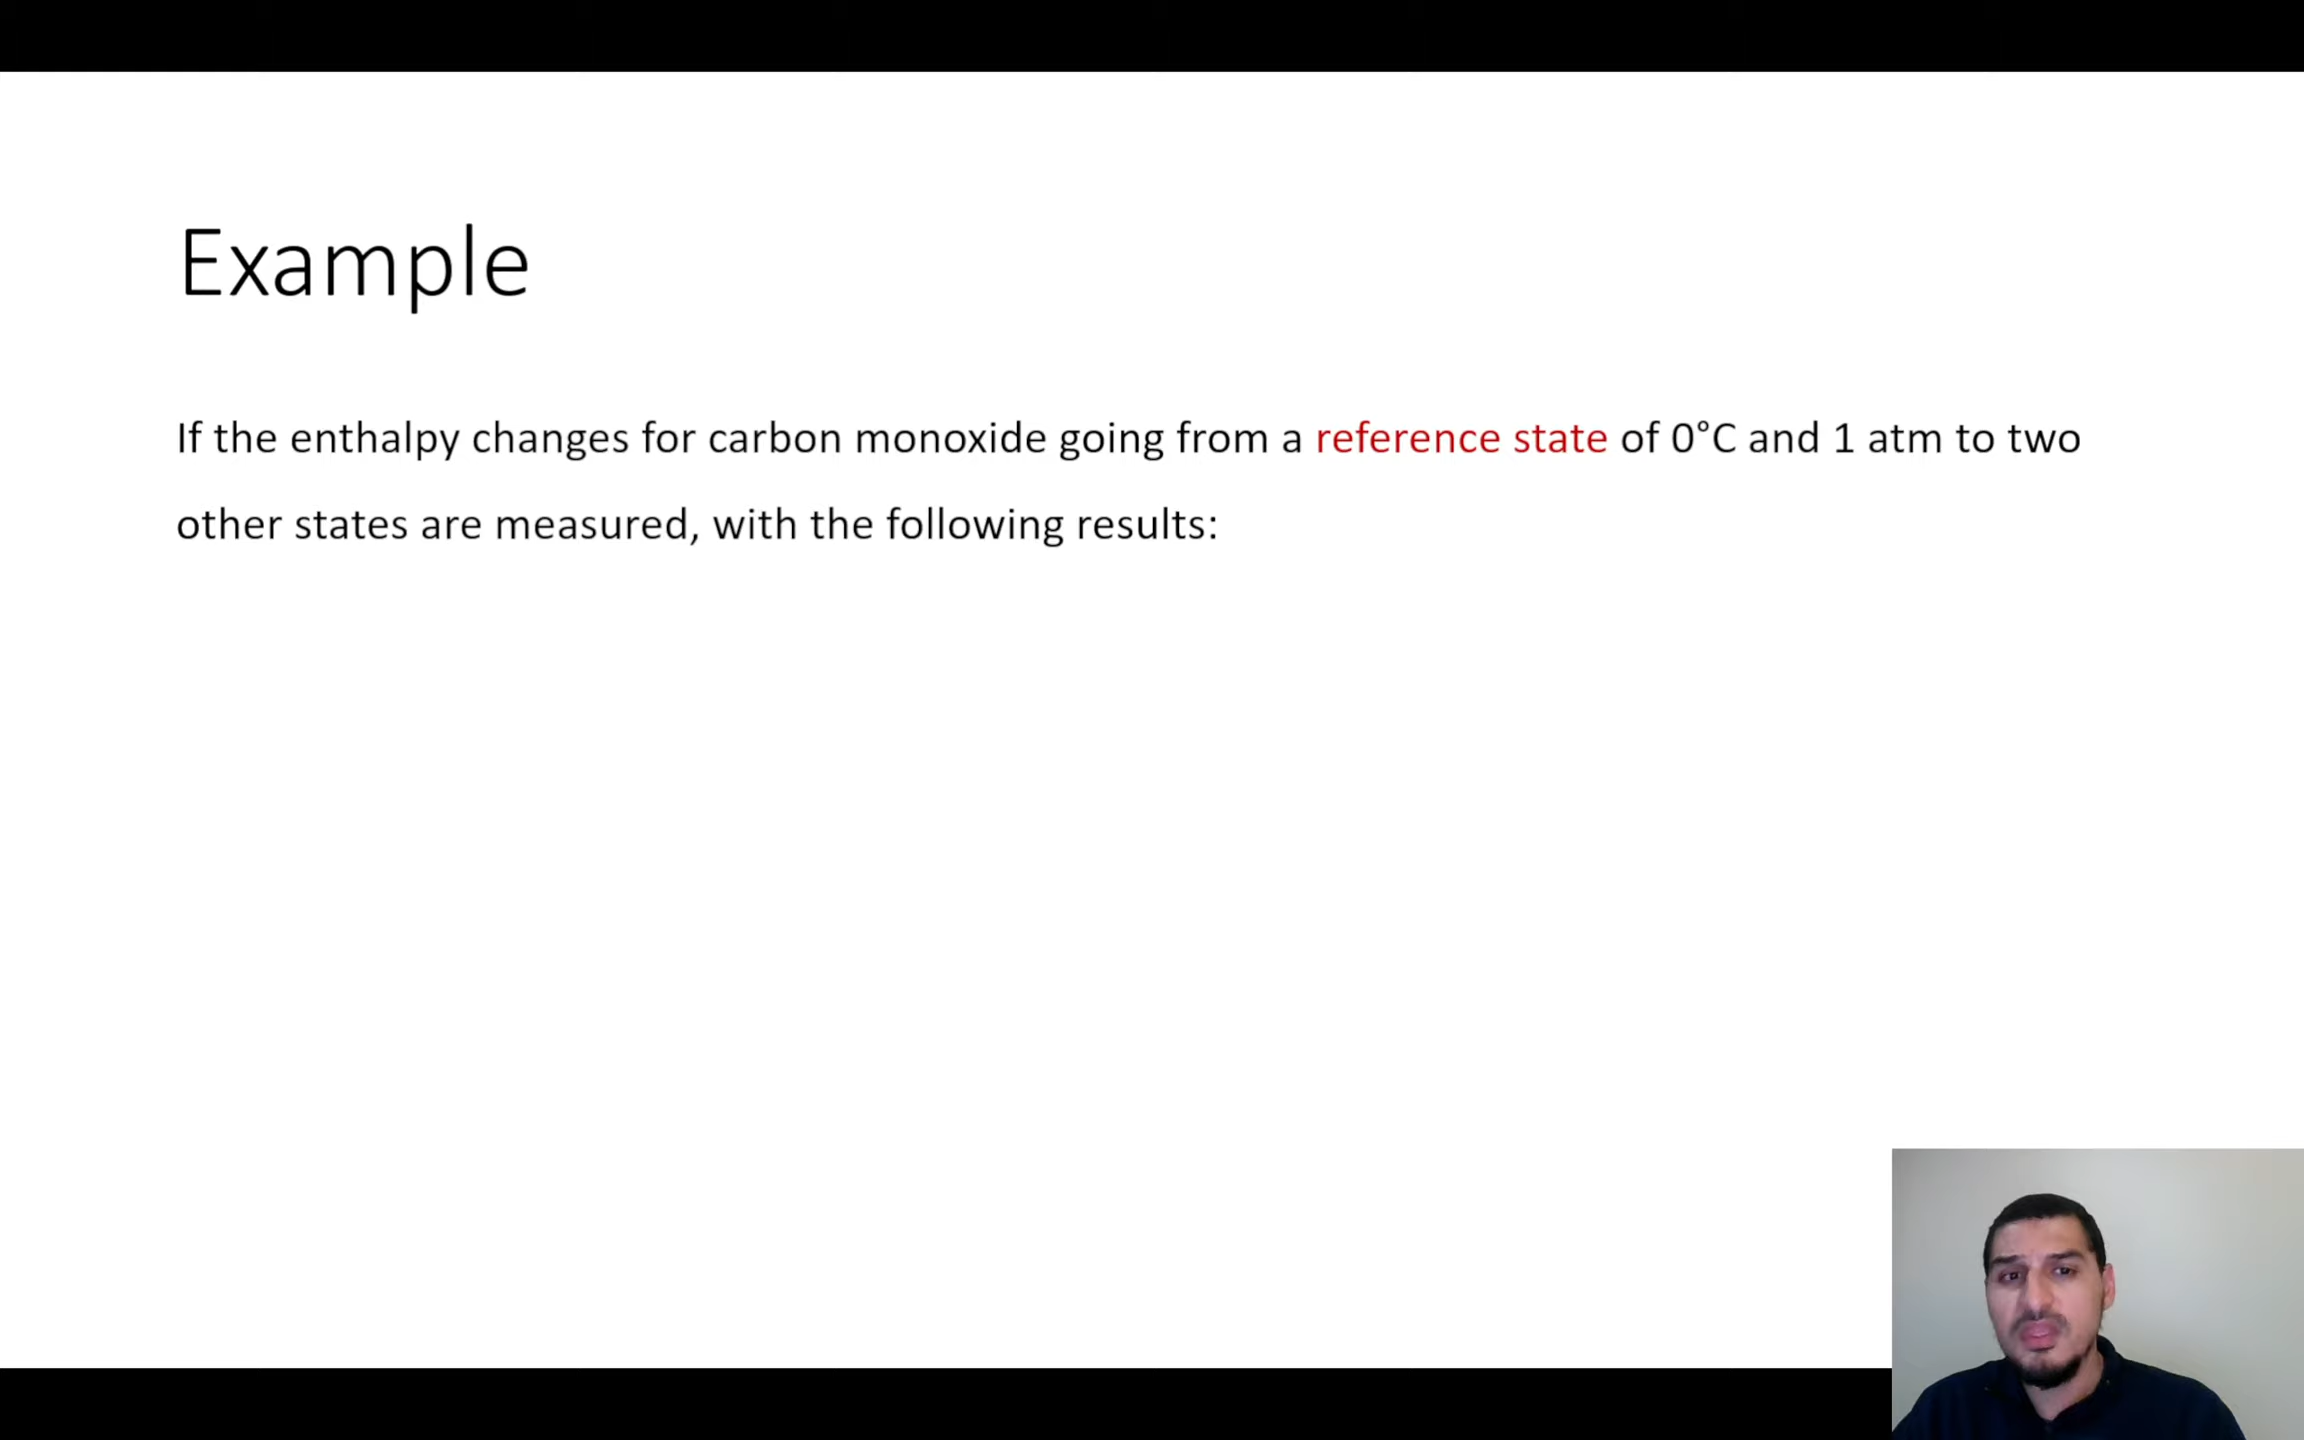 Example
If the enthalpy changes for carbon monoxide going from a reference state of 0°C and 1 atm to two
other states are measured, with the following results: